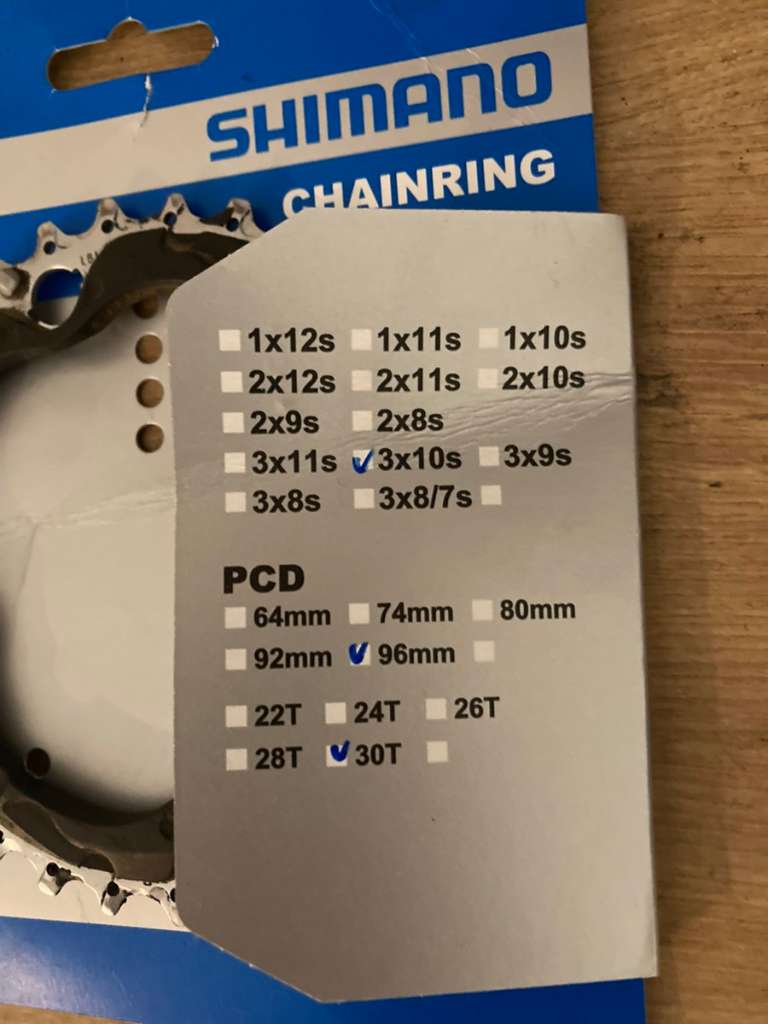 SHIMANO
CHAINRING
1x12s 1x11s 1x10s
2x12s 2x11s 2x10s
2x9s 2x8s
3x11s 3x10s 3x9s
3x8s 3x8/7s
PCD
64mm 74mm 80mm
92mm 96mm
22T 24T 26T
28T 30T